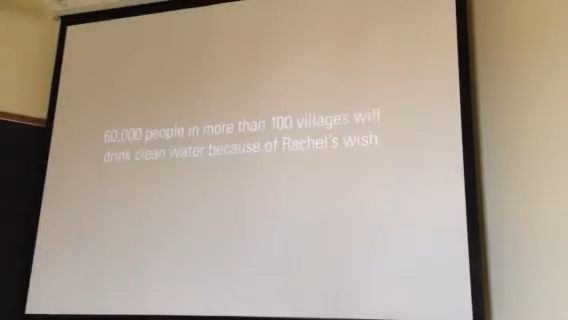 60,000 people in more than 100 villages will
drink clean water because of Rachel's wish